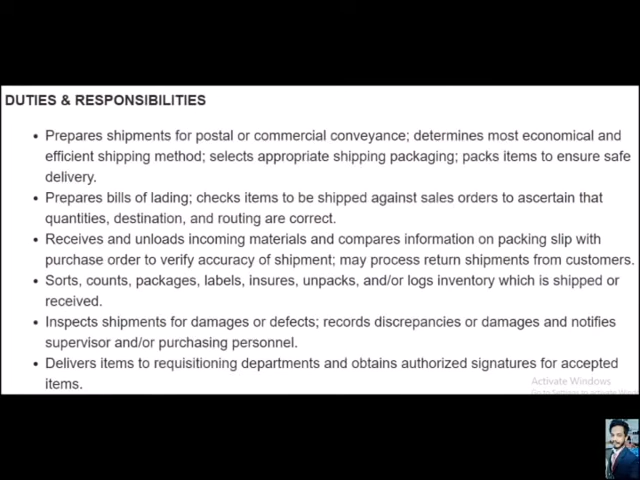 DUTIES & RESPONSIBILITIES
• Prepares shipments for postal or commercial conveyance; determines most economical and
efficient shipping method; selects appropriate shipping packaging; packs items to ensure safe
delivery.
• Prepares bills of lading; checks items to be shipped against sales orders to ascertain that
quantities, destination, and routing are correct.
• Receives and unloads incoming materials and compares information on packing slip with
purchase order to verify accuracy of shipment; may process return shipments from customers.
• Sorts, counts, packages, labels, insures, unpacks, and/or logs inventory which is shipped or
received.
• Inspects shipments for damages or defects; records discrepancies or damages and notifies
supervisor and/or purchasing personnel.
• Delivers items to requisitioning departments and obtains authorized signatures for accepted
items.
Activate Windows
Go to Settings to activate